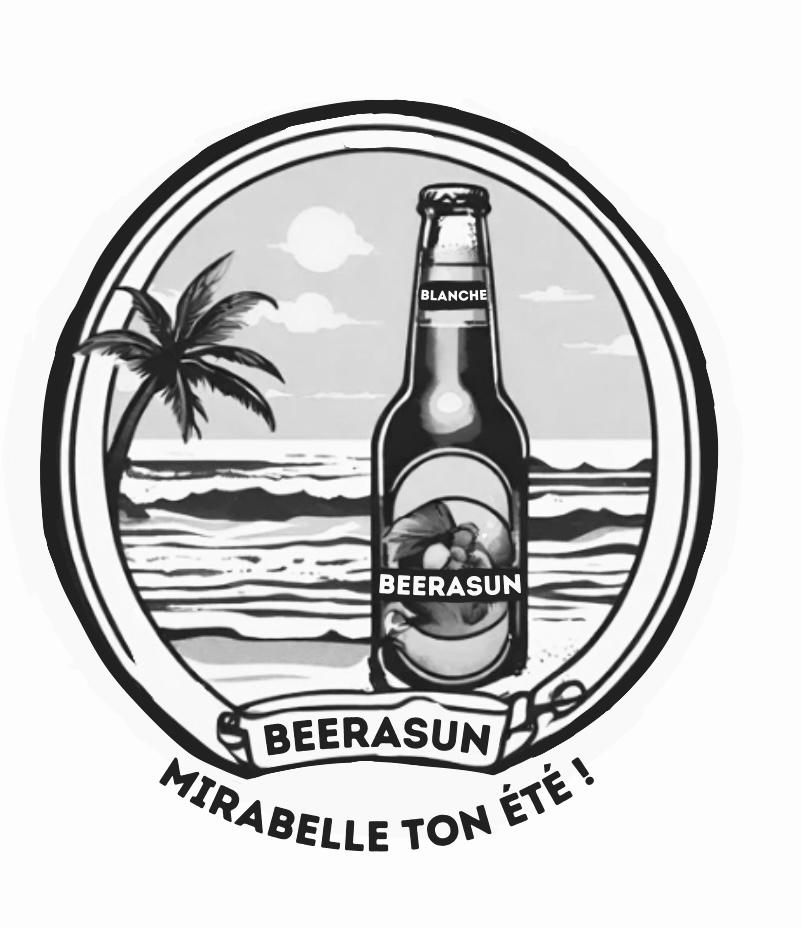 BLANCHE
BEERASUN
BEERASUN
MIRABELLE TON ÉTÉ !